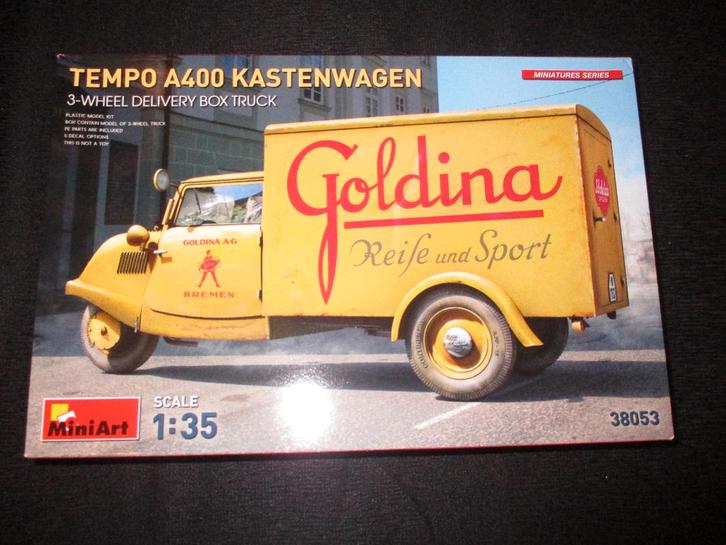 TEMPO A400 KASTENWAGEN
MINIATURES SERIES
3-WHEEL DELIVERY BOX TRUCK
PLASTIC MODEL KIT
BOX CONTAIN MODEL OF 3-WHEEL TRUCK
PE PARTS ARE INCLUDED
5 DECAL OPTIONS
THIS IS NOT A TOY
Goldina
Reiſe und Sport
GOLDINA A.G.
BREMEN
MiniArt
SCALE
1:35
38053